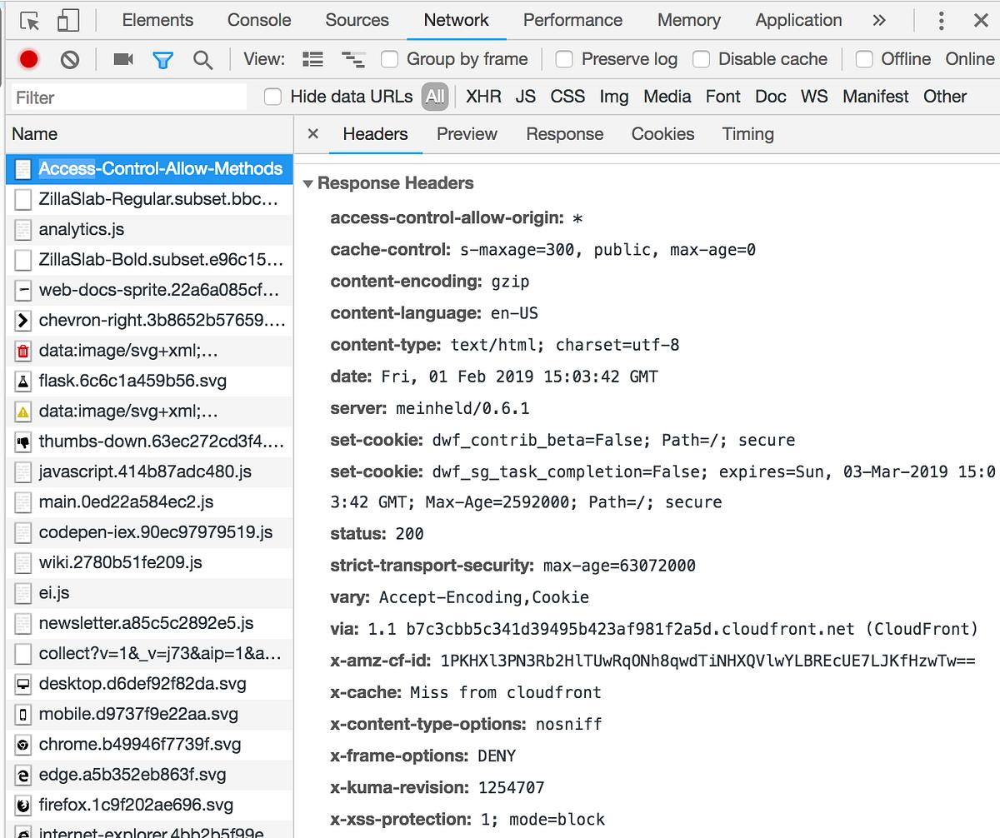 Elements Console Sources Network Performance Memory Application »
View: Group by frame Preserve log Disable cache Offline Online
Filter Hide data URLs All XHR JS CSS Img Media Font Doc WS Manifest Other
Name
Access-Control-Allow-Methods
ZillaSlab-Regular.subset.bbc…
analytics.js
ZillaSlab-Bold.subset.e96c15…
web-docs-sprite.22a6a085cf…
chevron-right.3b8652b57659.…
data:image/svg+xml;…
flask.6c6c1a459b56.svg
data:image/svg+xml;…
thumbs-down.63ec272cd3f4.…
javascript.414b87adc480.js
main.0ed22a584ec2.js
codepen-iex.90ec97979519.js
wiki.2780b51fe209.js
ei.js
newsletter.a85c5c2892e5.js
collect?v=1&_v=j73&aip=1&a…
desktop.d6def92f82da.svg
mobile.d9737f9e22aa.svg
chrome.b49946f7739f.svg
edge.a5b352eb863f.svg
firefox.1c9f202ae696.svg
internet-explorer.4bb2b5f99e
× Headers Preview Response Cookies Timing
Response Headers
access-control-allow-origin: *
cache-control: s-maxage=300, public, max-age=0
content-encoding: gzip
content-language: en-US
content-type: text/html; charset=utf-8
date: Fri, 01 Feb 2019 15:03:42 GMT
server: meinheld/0.6.1
set-cookie: dwf_contrib_beta=False; Path=/; secure
set-cookie: dwf_sg_task_completion=False; expires=Sun, 03-Mar-2019 15:0
3:42 GMT; Max-Age=2592000; Path=/; secure
status: 200
strict-transport-security: max-age=63072000
vary: Accept-Encoding,Cookie
via: 1.1 b7c3cbb5c341d39495b423af981f2a5d.cloudfront.net (CloudFront)
x-amz-cf-id: 1PKHXl3PN3Rb2HlTUwRqONh8qwdTiNHXQVlwYLBREcUE7LJKfHzwTw==
x-cache: Miss from cloudfront
x-content-type-options: nosniff
x-frame-options: DENY
x-kuma-revision: 1254707
x-xss-protection: 1; mode=block